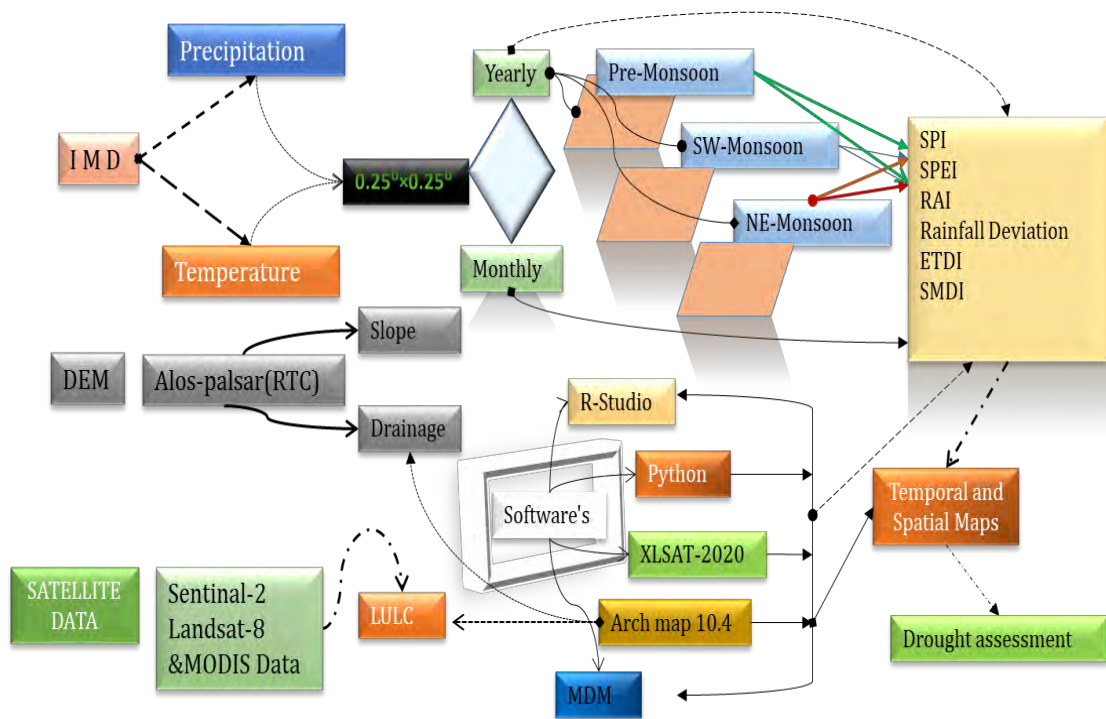 Precipitation
Yearly
Pre-Monsoon
I M D
SW-Monsoon
0.25⁰×0.25⁰
NE-Monsoon
Temperature
Monthly
SPI
SPEI
RAI
Rainfall Deviation
ETDI
SMDI
Slope
DEM
Alos-palsar(RTC)
Drainage
R-Studio
Python
Software's
XLSAT-2020
Arch map 10.4
MDM
Temporal and
Spatial Maps
Drought assessment
SATELLITE
DATA
Sentinal-2
Landsat-8
&MODIS Data
LULC